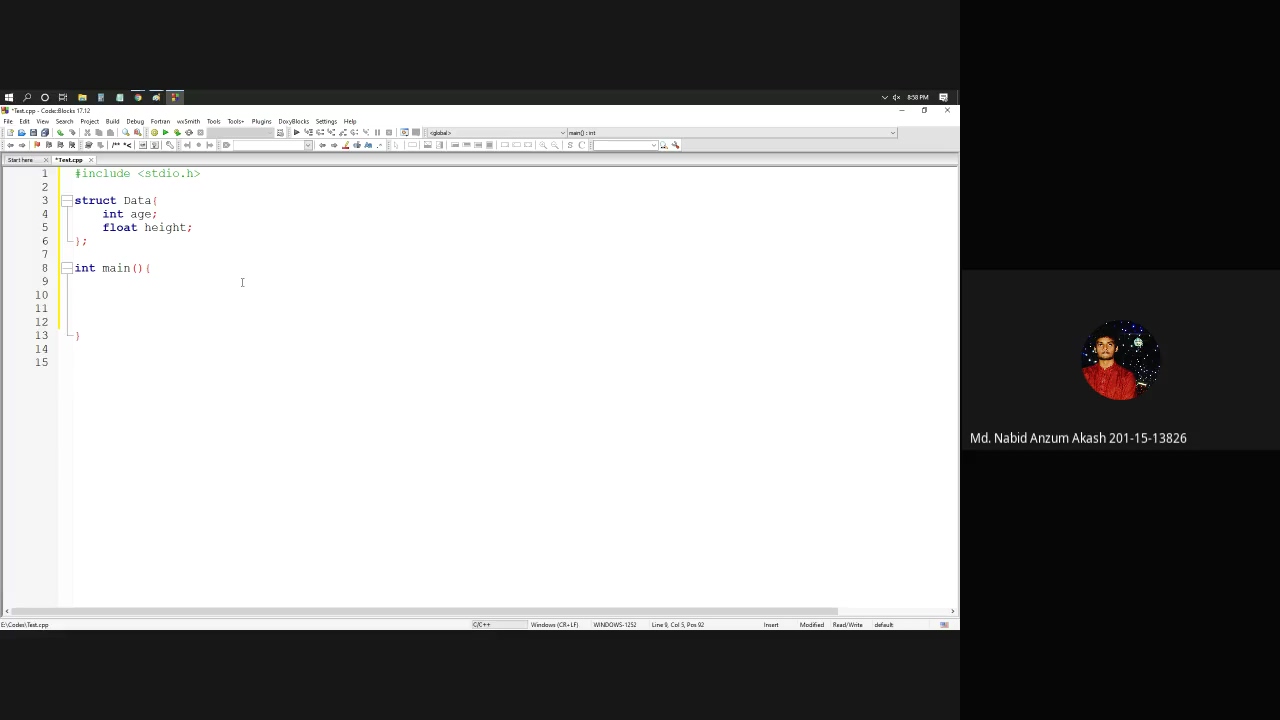 8:58 PM
*Test.cpp - Code::Blocks 17.12
File Edit View Search Project Build Debug Fortran wxSmith Tools Tools+ Plugins DoxyBlocks Settings Help
<global> main() : int
Start here *Test.cpp
1 #include <stdio.h>
2
3 struct Data{
4 int age;
5 float height;
6 };
7
8 int main(){
9
10
11
12
13 }
14
15
Md. Nabid Anzum Akash 201-15-13826
E:\Codes\Test.cpp C/C++ Windows (CR+LF) WINDOWS-1252 Line 9, Col 5, Pos 92 Insert Modified Read/Write default